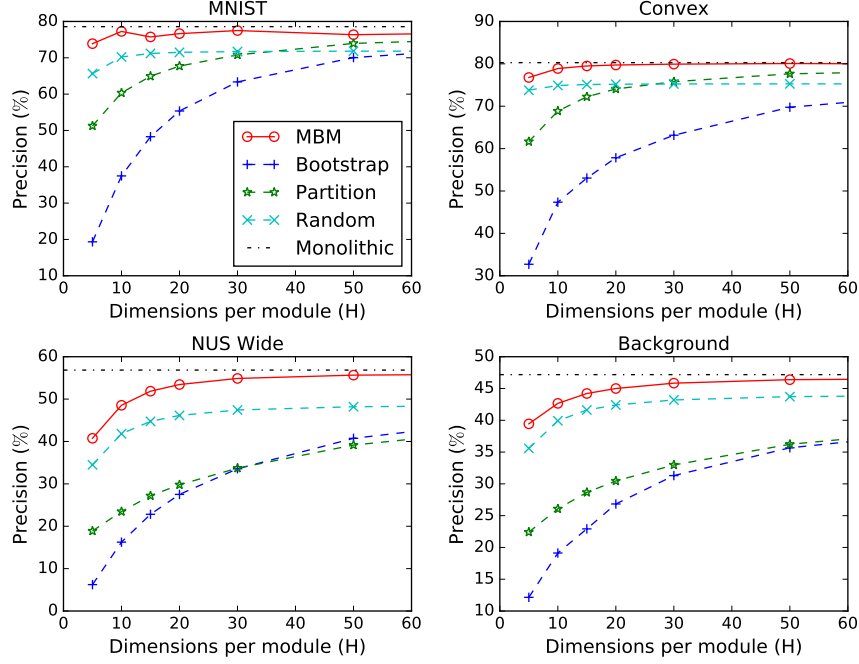 MNIST
80
70
60
50
40
30
20
10
Precision (%)
0 10 20 30 40 50 60
Dimensions per module (H)
MBM
Bootstrap
Partition
Random
Monolithic
Convex
90
80
70
60
50
40
30
Precision (%)
0 10 20 30 40 50 60
Dimensions per module (H)
NUS Wide
60
50
40
30
20
10
0
Precision (%)
0 10 20 30 40 50 60
Dimensions per module (H)
Background
50
45
40
35
30
25
20
15
10
Precision (%)
0 10 20 30 40 50 60
Dimensions per module (H)